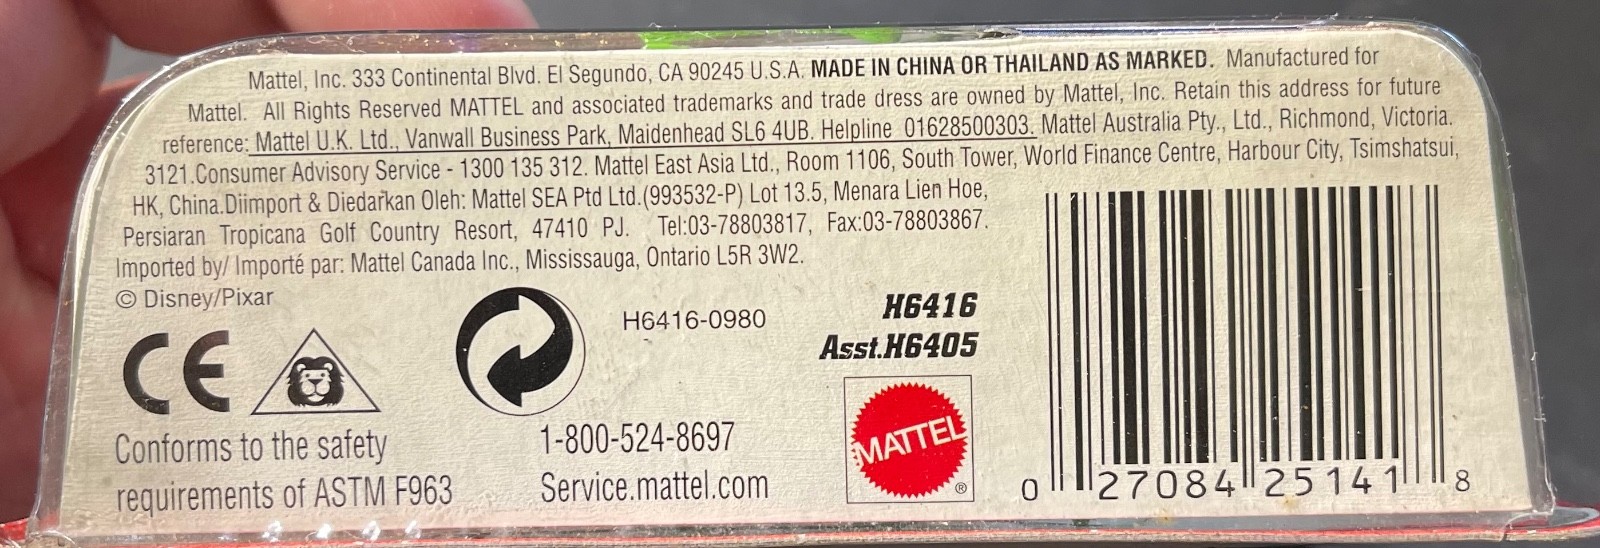 Mattel, Inc. 333 Continental Blvd. El Segundo, CA 90245 U.S.A. MADE IN CHINA OR THAILAND AS MARKED. Manufactured for
Mattel. All Rights Reserved MATTEL and associated trademarks and trade dress are owned by Mattel, Inc. Retain this address for future
reference: Mattel U.K. Ltd., Vanwall Business Park, Maidenhead SL6 4UB. Helpline 01628500303. Mattel Australia Pty., Ltd., Richmond, Victoria.
3121.Consumer Advisory Service - 1300 135 312. Mattel East Asia Ltd., Room 1106, South Tower, World Finance Centre, Harbour City, Tsimshatsui,
HK, China.Diimport & Diedarkan Oleh: Mattel SEA Ptd Ltd.(993532-P) Lot 13.5, Menara Lien Hoe,
Persiaran Tropicana Golf Country Resort, 47410 PJ. Tel:03-78803817, Fax:03-78803867.
Imported by/ Importé par: Mattel Canada Inc., Mississauga, Ontario L5R 3W2.
© Disney/Pixar
CE
H6416-0980
H6416
Asst.H6405
Conforms to the safety
requirements of ASTM F963
1-800-524-8697
Service.mattel.com
MATTEL
®
0 27084 25141 8